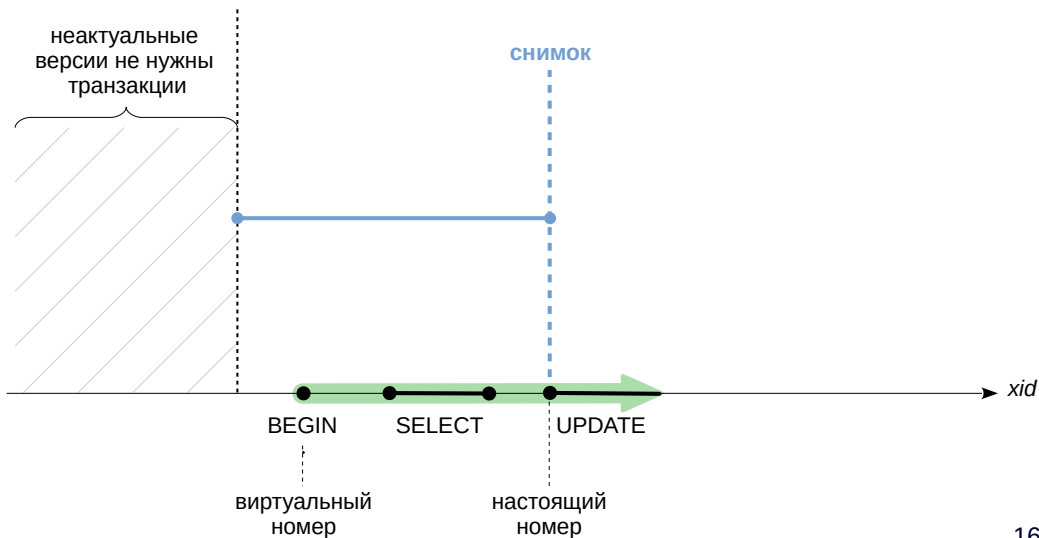 неактуальные
версии не нужны
транзакции
снимок
xid
BEGIN
SELECT
UPDATE
виртуальный
номер
настоящий
номер
16